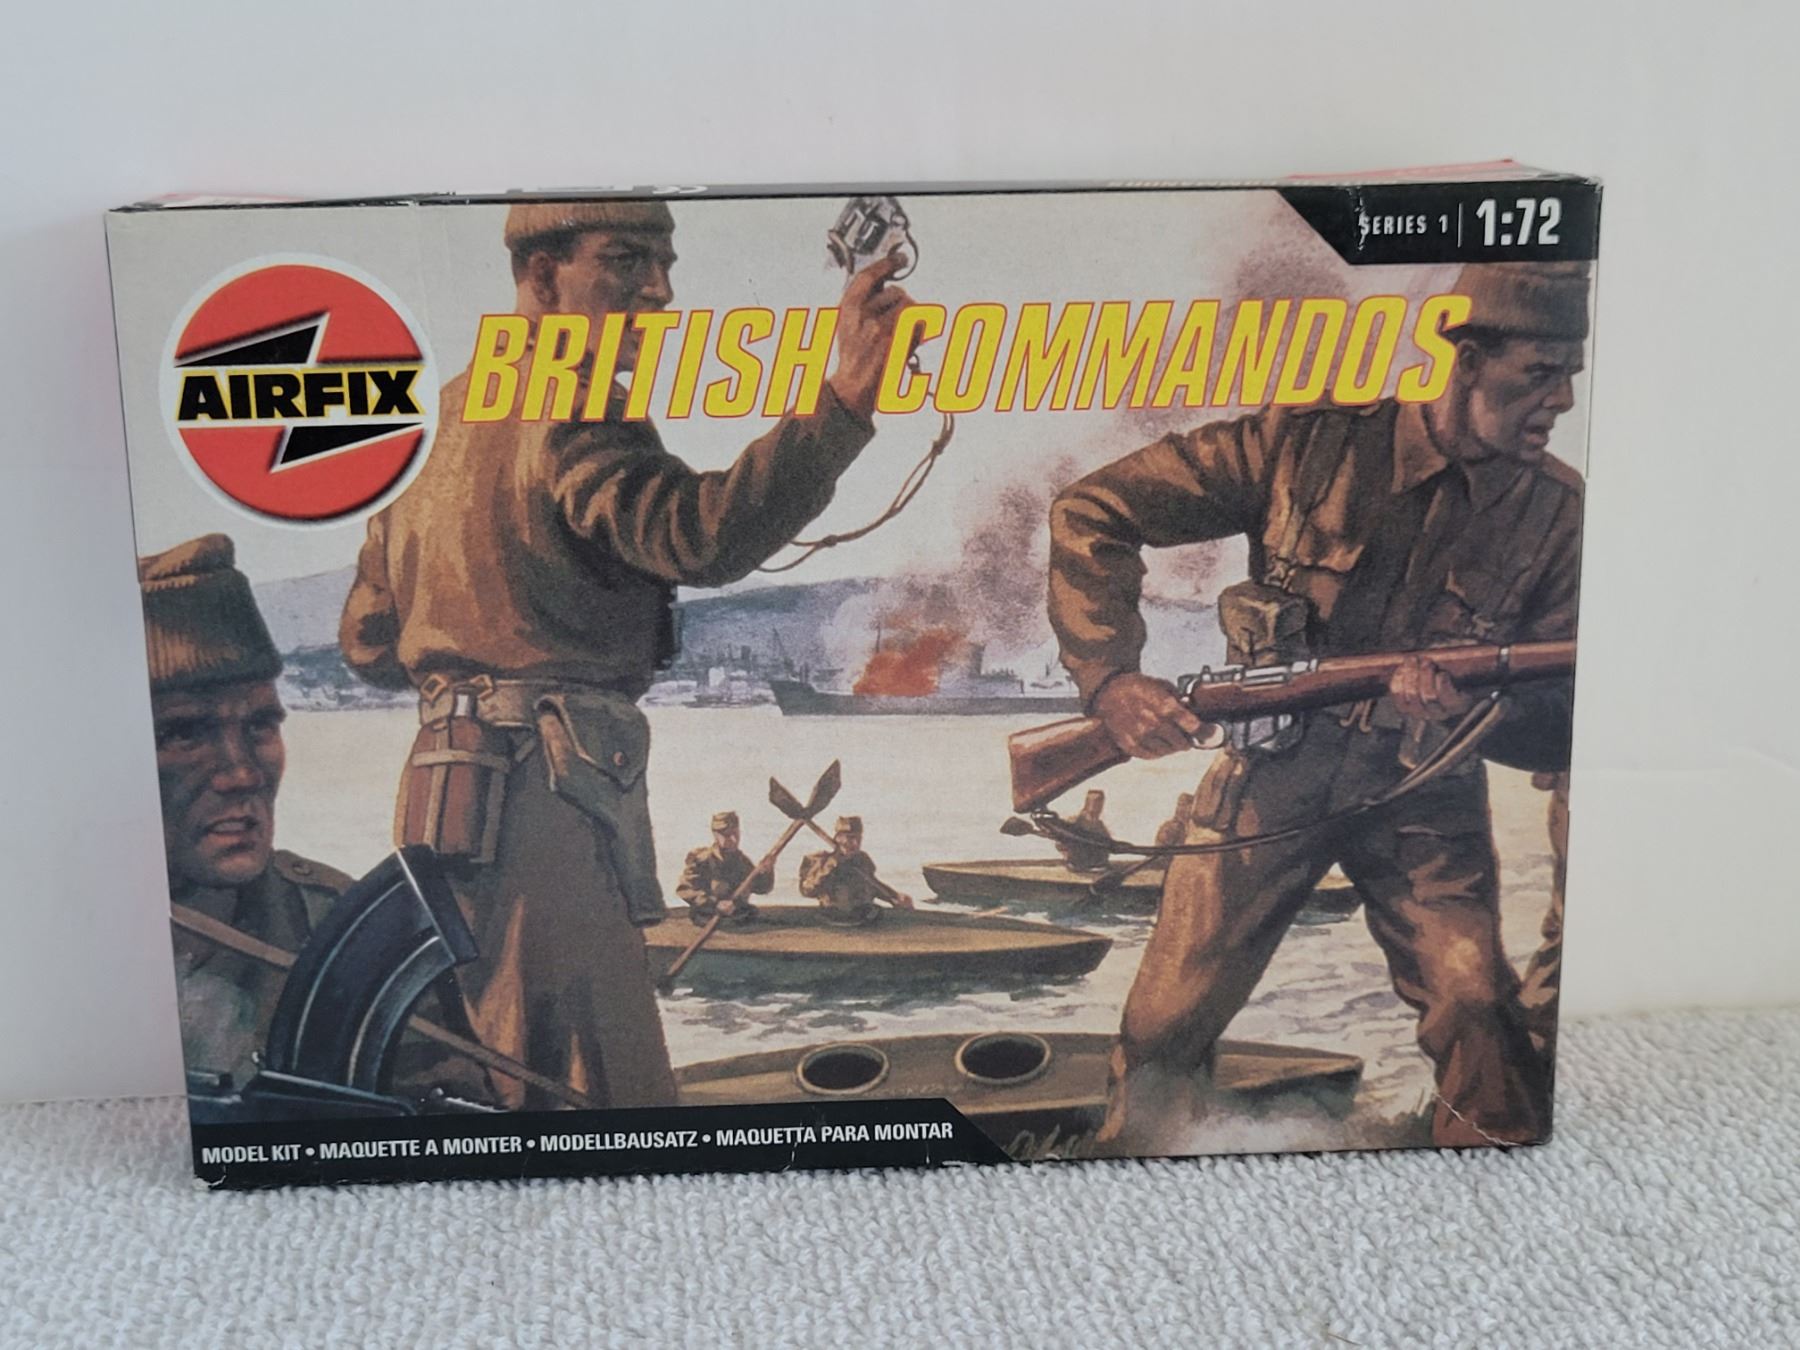 SERIES 1 | 1:72
AIRFIX
BRITISH COMMANDOS
MODEL KIT • MAQUETTE A MONTER • MODELLBAUSATZ • MAQUETTA PARA MONTAR